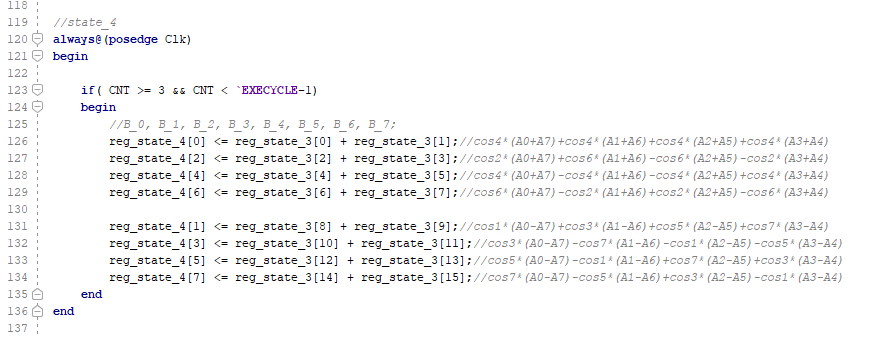 118
119 //state_4
120 always@(posedge Clk)
121 begin
122
123 if( CNT >= 3 && CNT < `EXECYCLE-1)
124 begin
125 //B_0, B_1, B_2, B_3, B_4, B_5, B_6, B_7;
126 reg_state_4[0] <= reg_state_3[0] + reg_state_3[1];//cos4*(A0+A7)+cos4*(A1+A6)+cos4*(A2+A5)+cos4*(A3+A4)
127 reg_state_4[2] <= reg_state_3[2] + reg_state_3[3];//cos2*(A0+A7)+cos6*(A1+A6)-cos6*(A2+A5)-cos2*(A3+A4)
128 reg_state_4[4] <= reg_state_3[4] + reg_state_3[5];//cos4*(A0+A7)-cos4*(A1+A6)-cos4*(A2+A5)+cos4*(A3+A4)
129 reg_state_4[6] <= reg_state_3[6] + reg_state_3[7];//cos6*(A0+A7)-cos2*(A1+A6)+cos2*(A2+A5)-cos6*(A3+A4)
130
131 reg_state_4[1] <= reg_state_3[8] + reg_state_3[9];//cos1*(A0-A7)+cos3*(A1-A6)+cos5*(A2-A5)+cos7*(A3-A4)
132 reg_state_4[3] <= reg_state_3[10] + reg_state_3[11];//cos3*(A0-A7)-cos7*(A1-A6)-cos1*(A2-A5)-cos5*(A3-A4)
133 reg_state_4[5] <= reg_state_3[12] + reg_state_3[13];//cos5*(A0-A7)-cos1*(A1-A6)+cos7*(A2-A5)+cos3*(A3-A4)
134 reg_state_4[7] <= reg_state_3[14] + reg_state_3[15];//cos7*(A0-A7)-cos5*(A1-A6)+cos3*(A2-A5)-cos1*(A3-A4)
135 end
136 end
137